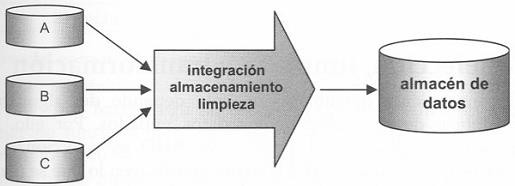 A
B
C
integración
almacenamiento
limpieza
almacén de
datos